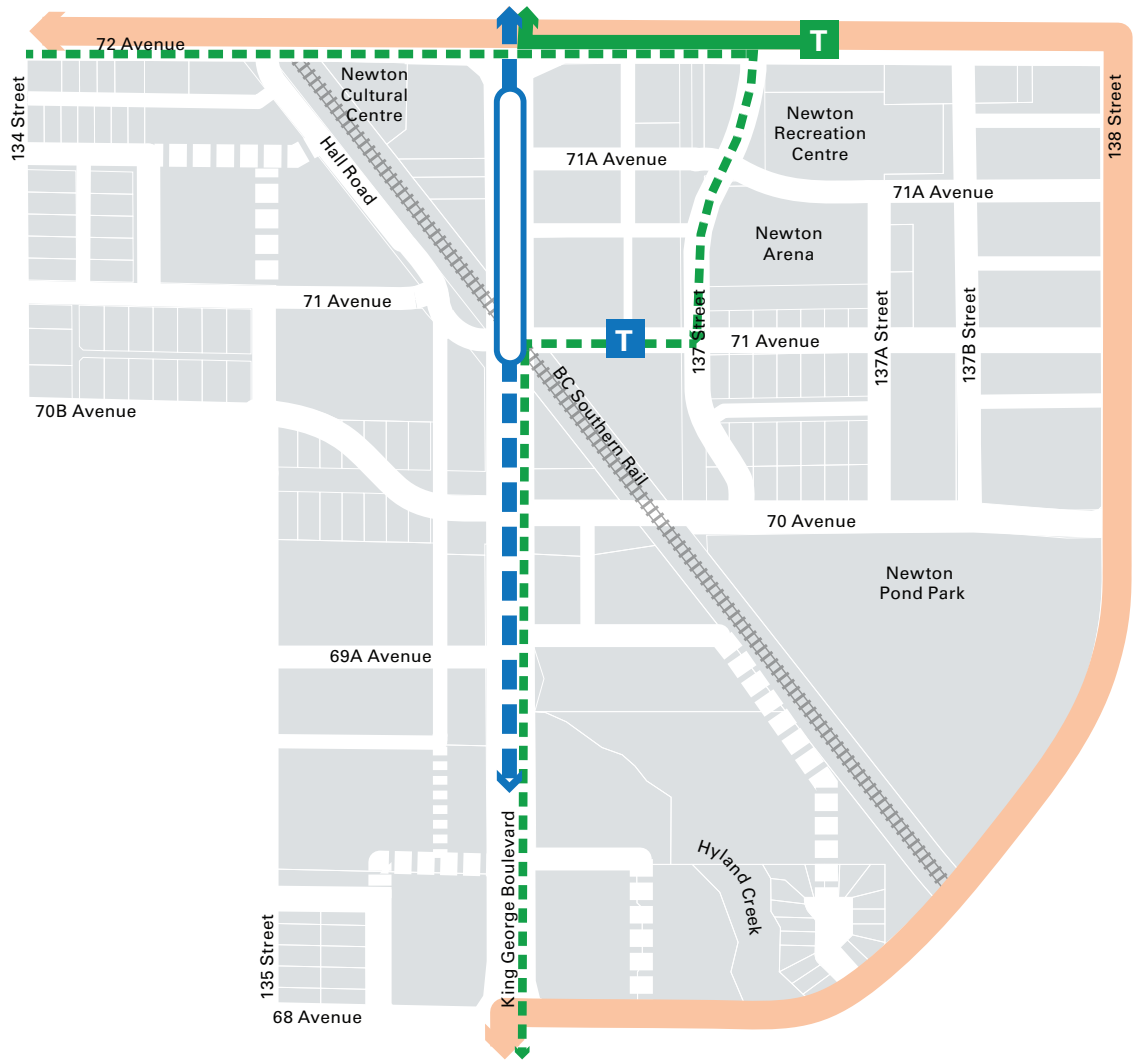 72 Avenue
T
134 Street
Newton
Cultural
Centre
138 Street
Newton
Recreation
Centre
Hall Road
71A Avenue
71A Avenue
Newton
Arena
71 Avenue
T
137 Street
71 Avenue
137A Street
137B Street
70B Avenue
BC Southern Rail
70 Avenue
Newton
Pond Park
69A Avenue
King George Boulevard
Hyland Creek
135 Street
68 Avenue